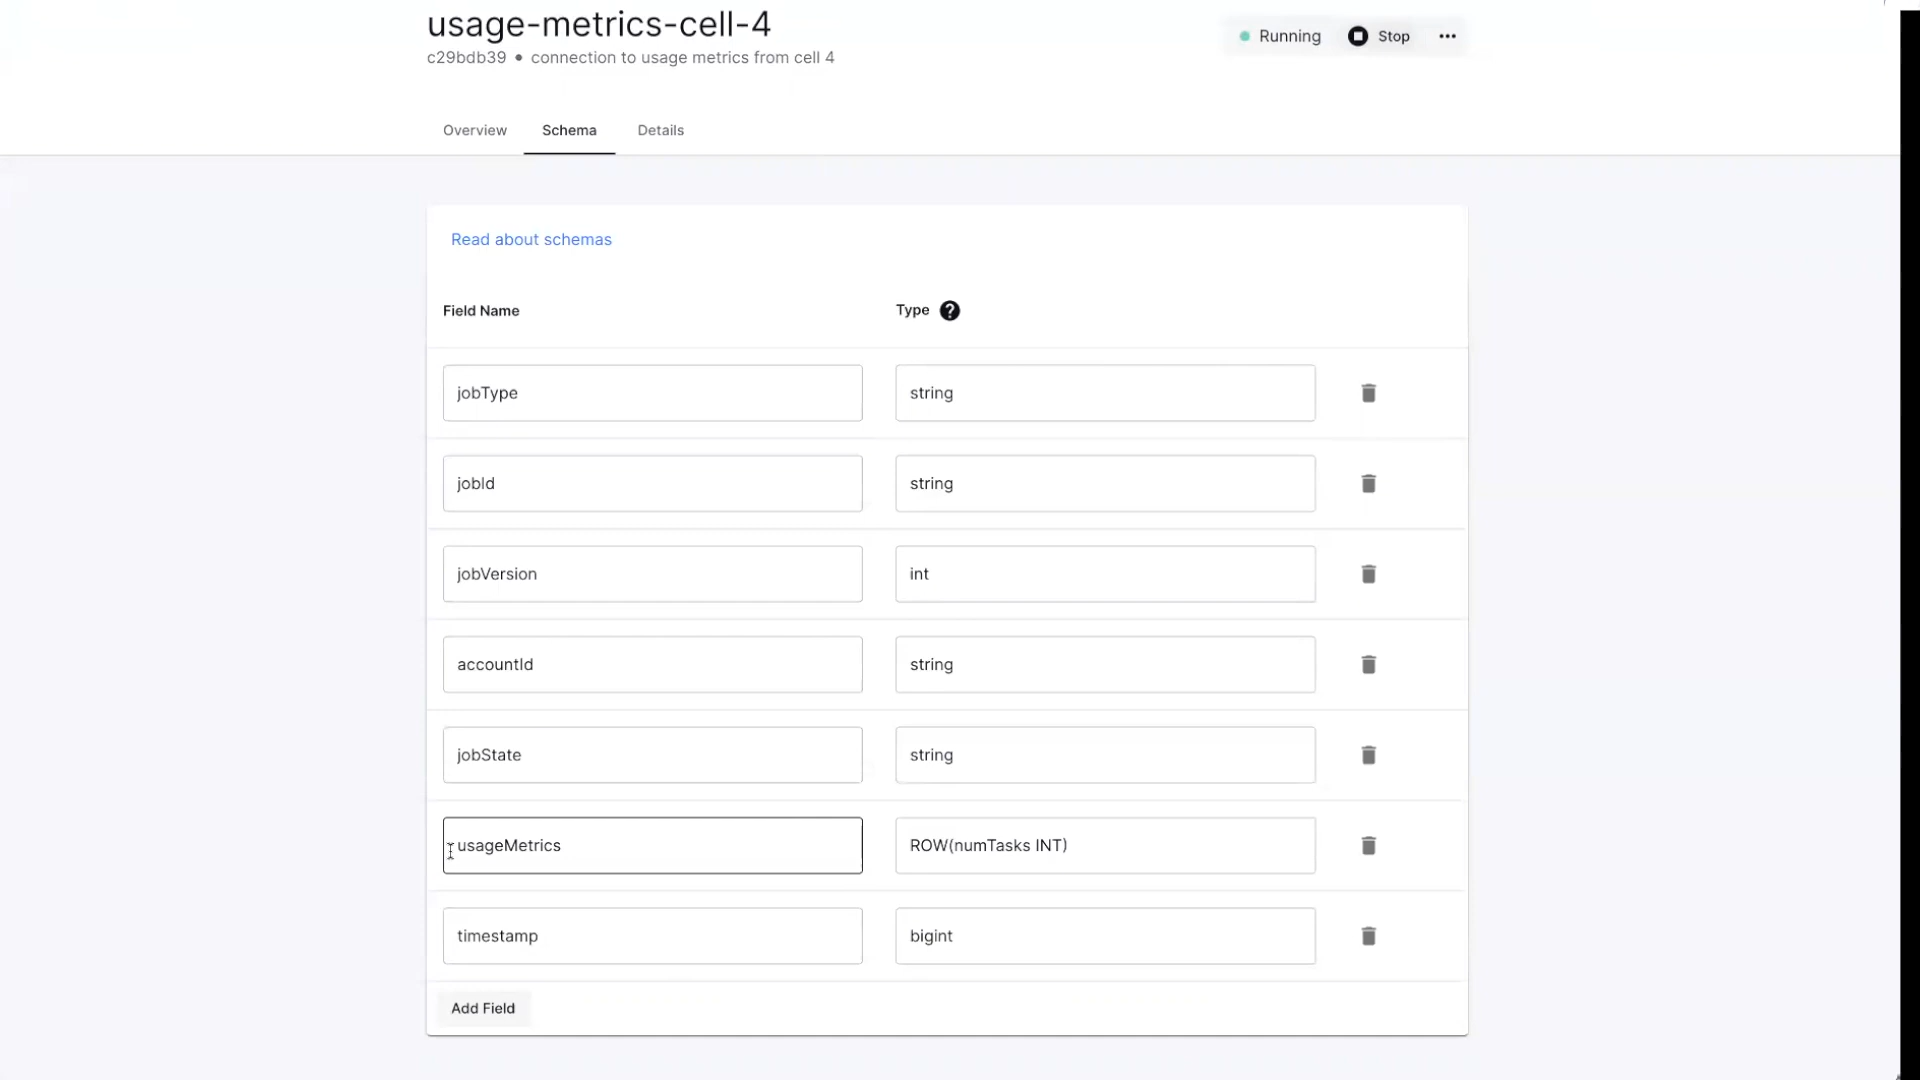 usage-metrics-cell-4
Running
Stop
c29bdb39 • connection to usage metrics from cell 4
Overview
Schema
Details
Read about schemas
Field Name
Type ?
jobType
string
jobId
string
jobVersion
int
accountId
string
jobState
string
usageMetrics
ROW(numTasks INT)
timestamp
bigint
Add Field